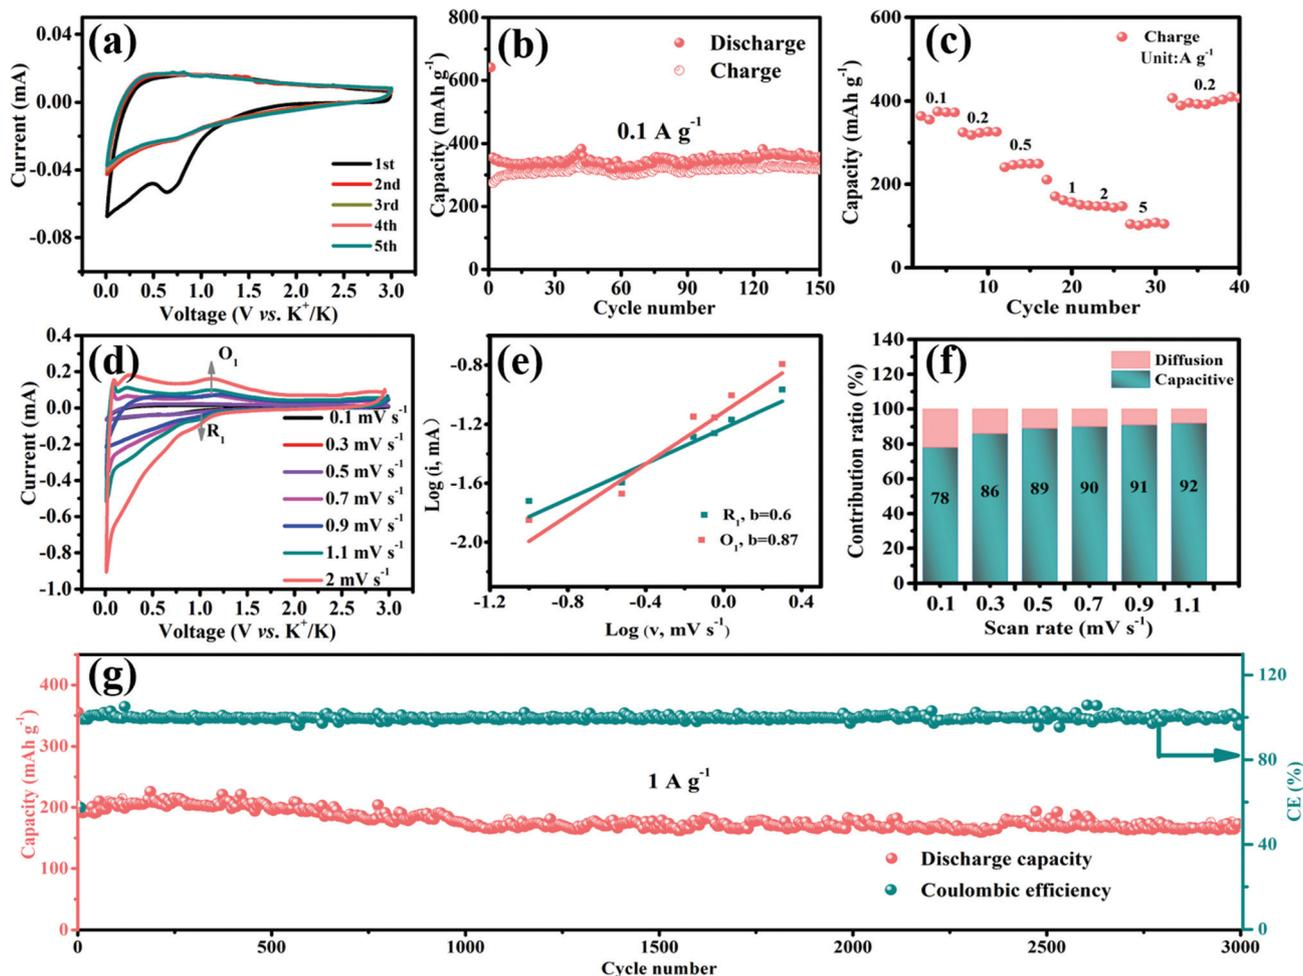 (a)
0.04
0.00
-0.04
-0.08
Current (mA)
1st
2nd
3rd
4th
5th
0.0 0.5 1.0 1.5 2.0 2.5 3.0
Voltage (V vs. K⁺/K)
(b)
800
600
400
200
0
Capacity (mAh g⁻¹)
Discharge
Charge
0.1 A g⁻¹
0 30 60 90 120 150
Cycle number
(c)
600
400
200
0
Capacity (mAh g⁻¹)
Charge
Unit:A g⁻¹
0.1
0.2
0.5
1
2
5
0.2
10 20 30 40
Cycle number
(d)
0.4
0.2
0.0
-0.2
-0.4
-0.6
-0.8
-1.0
Current (mA)
O₁
R₁
0.1 mV s⁻¹
0.3 mV s⁻¹
0.5 mV s⁻¹
0.7 mV s⁻¹
0.9 mV s⁻¹
1.1 mV s⁻¹
2 mV s⁻¹
0.0 0.5 1.0 1.5 2.0 2.5 3.0
Voltage (V vs. K⁺/K)
(e)
-0.8
-1.2
-1.6
-2.0
Log (i, mA)
R₁, b=0.6
O₁, b=0.87
-1.2 -0.8 -0.4 0.0 0.4
Log (v, mV s⁻¹)
(f)
140
120
100
80
60
40
20
0
Contribution ratio (%)
Diffusion
Capacitive
78 86 89 90 91 92
0.1 0.3 0.5 0.7 0.9 1.1
Scan rate (mV s⁻¹)
(g)
400
300
200
100
0
Capacity (mAh g⁻¹)
1 A g⁻¹
Discharge capacity
Coulombic efficiency
120
80
40
0
CE (%)
0 500 1000 1500 2000 2500 3000
Cycle number